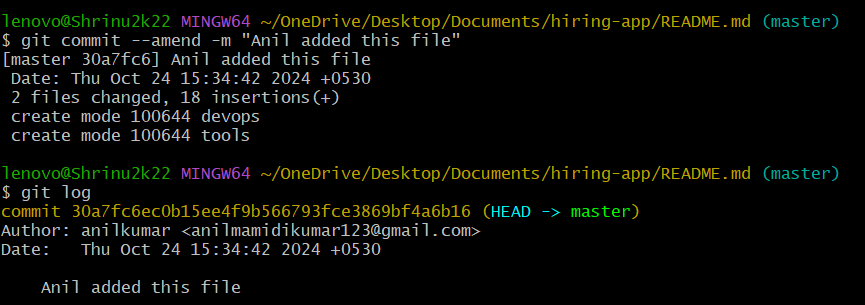 lenovo@Shrinu2k22 MINGW64 ~/OneDrive/Desktop/Documents/hiring-app/README.md (master)
$ git commit --amend -m "Anil added this file"
[master 30a7fc6] Anil added this file
 Date: Thu Oct 24 15:34:42 2024 +0530
 2 files changed, 18 insertions(+)
 create mode 100644 devops
 create mode 100644 tools
lenovo@Shrinu2k22 MINGW64 ~/OneDrive/Desktop/Documents/hiring-app/README.md (master)
$ git log
commit 30a7fc6ec0b15ee4f9b566793fce3869bf4a6b16 (HEAD -> master)
Author: anilkumar <anilmamidikumar123@gmail.com>
Date:   Thu Oct 24 15:34:42 2024 +0530
    Anil added this file